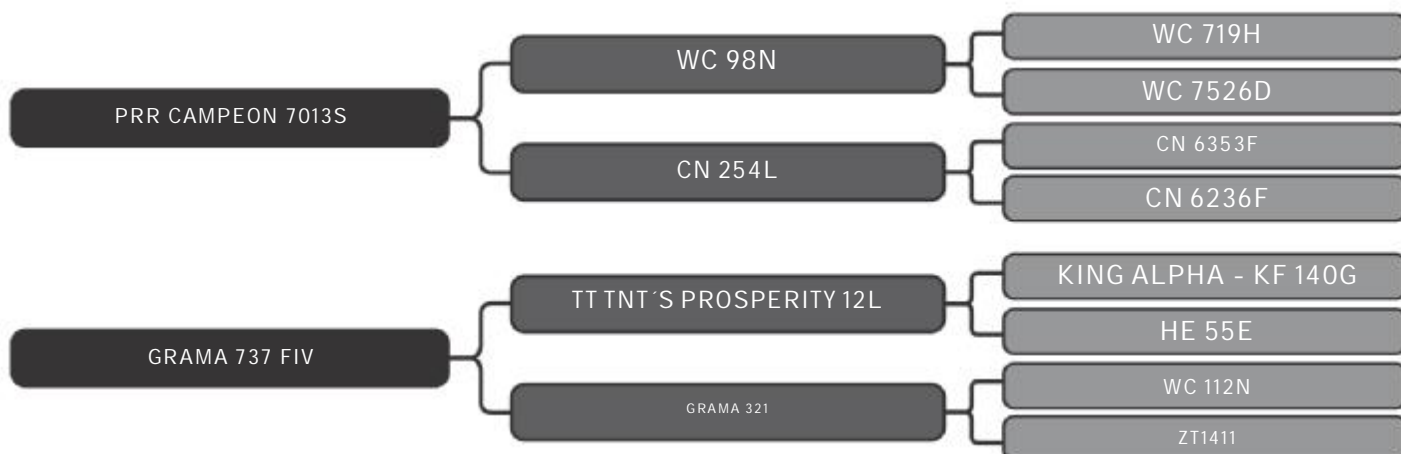 PRR CAMPEON 7013S
WC 98N
WC 719H
WC 7526D
CN 254L
CN 6353F
CN 6236F
GRAMA 737 FIV
TT TNT´S PROSPERITY 12L
KING ALPHA - KF 140G
HE 55E
GRAMA 321
WC 112N
ZT1411